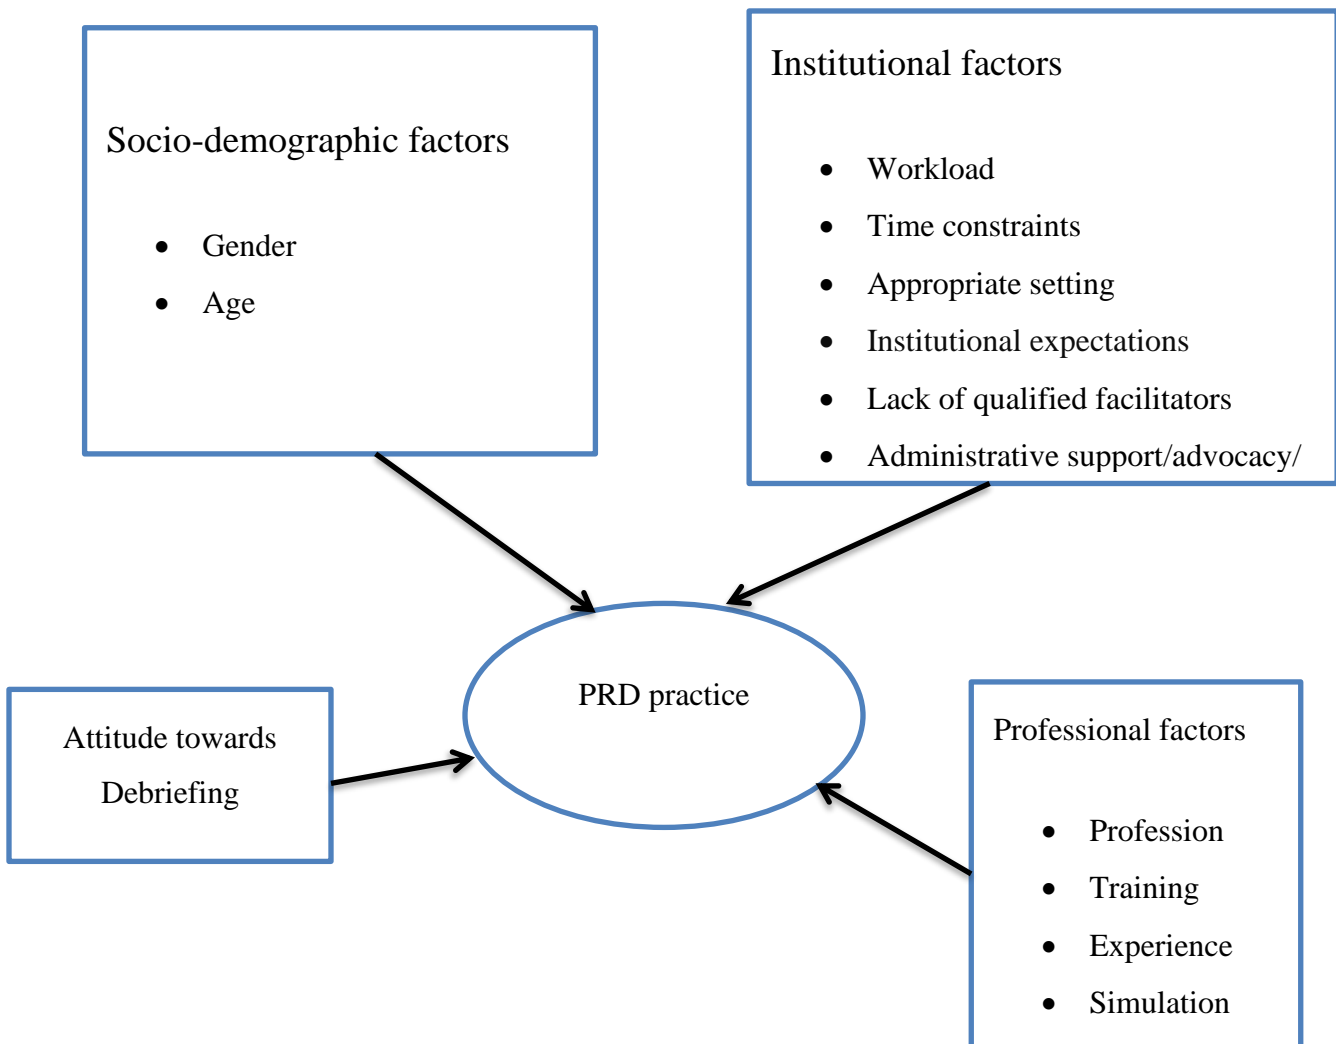 Socio-demographic factors
• Gender
• Age
Institutional factors
• Workload
• Time constraints
• Appropriate setting
• Institutional expectations
• Lack of qualified facilitators
• Administrative support/advocacy/
PRD practice
Attitude towards
Debriefing
Professional factors
• Profession
• Training
• Experience
• Simulation